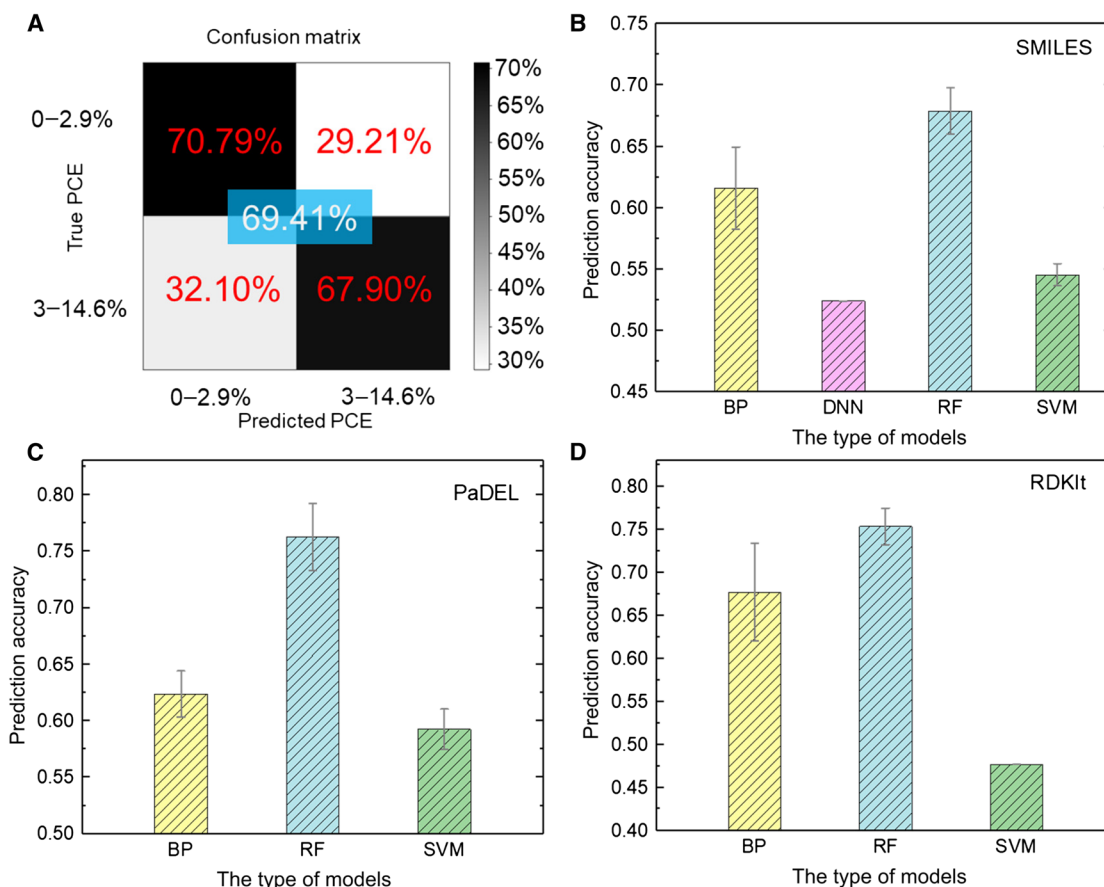 A
Confusion matrix
True PCE
0–2.9%
3–14.6%
70.79%
29.21%
69.41%
32.10%
67.90%
0–2.9%
3–14.6%
Predicted PCE
70%
65%
60%
55%
50%
45%
40%
35%
30%
B
SMILES
Prediction accuracy
0.75
0.70
0.65
0.60
0.55
0.50
0.45
BP
DNN
RF
SVM
The type of models
C
PaDEL
Prediction accuracy
0.80
0.75
0.70
0.65
0.60
0.55
0.50
BP
RF
SVM
The type of models
D
RDKIt
Prediction accuracy
0.80
0.75
0.70
0.65
0.60
0.55
0.50
0.45
0.40
BP
RF
SVM
The type of models